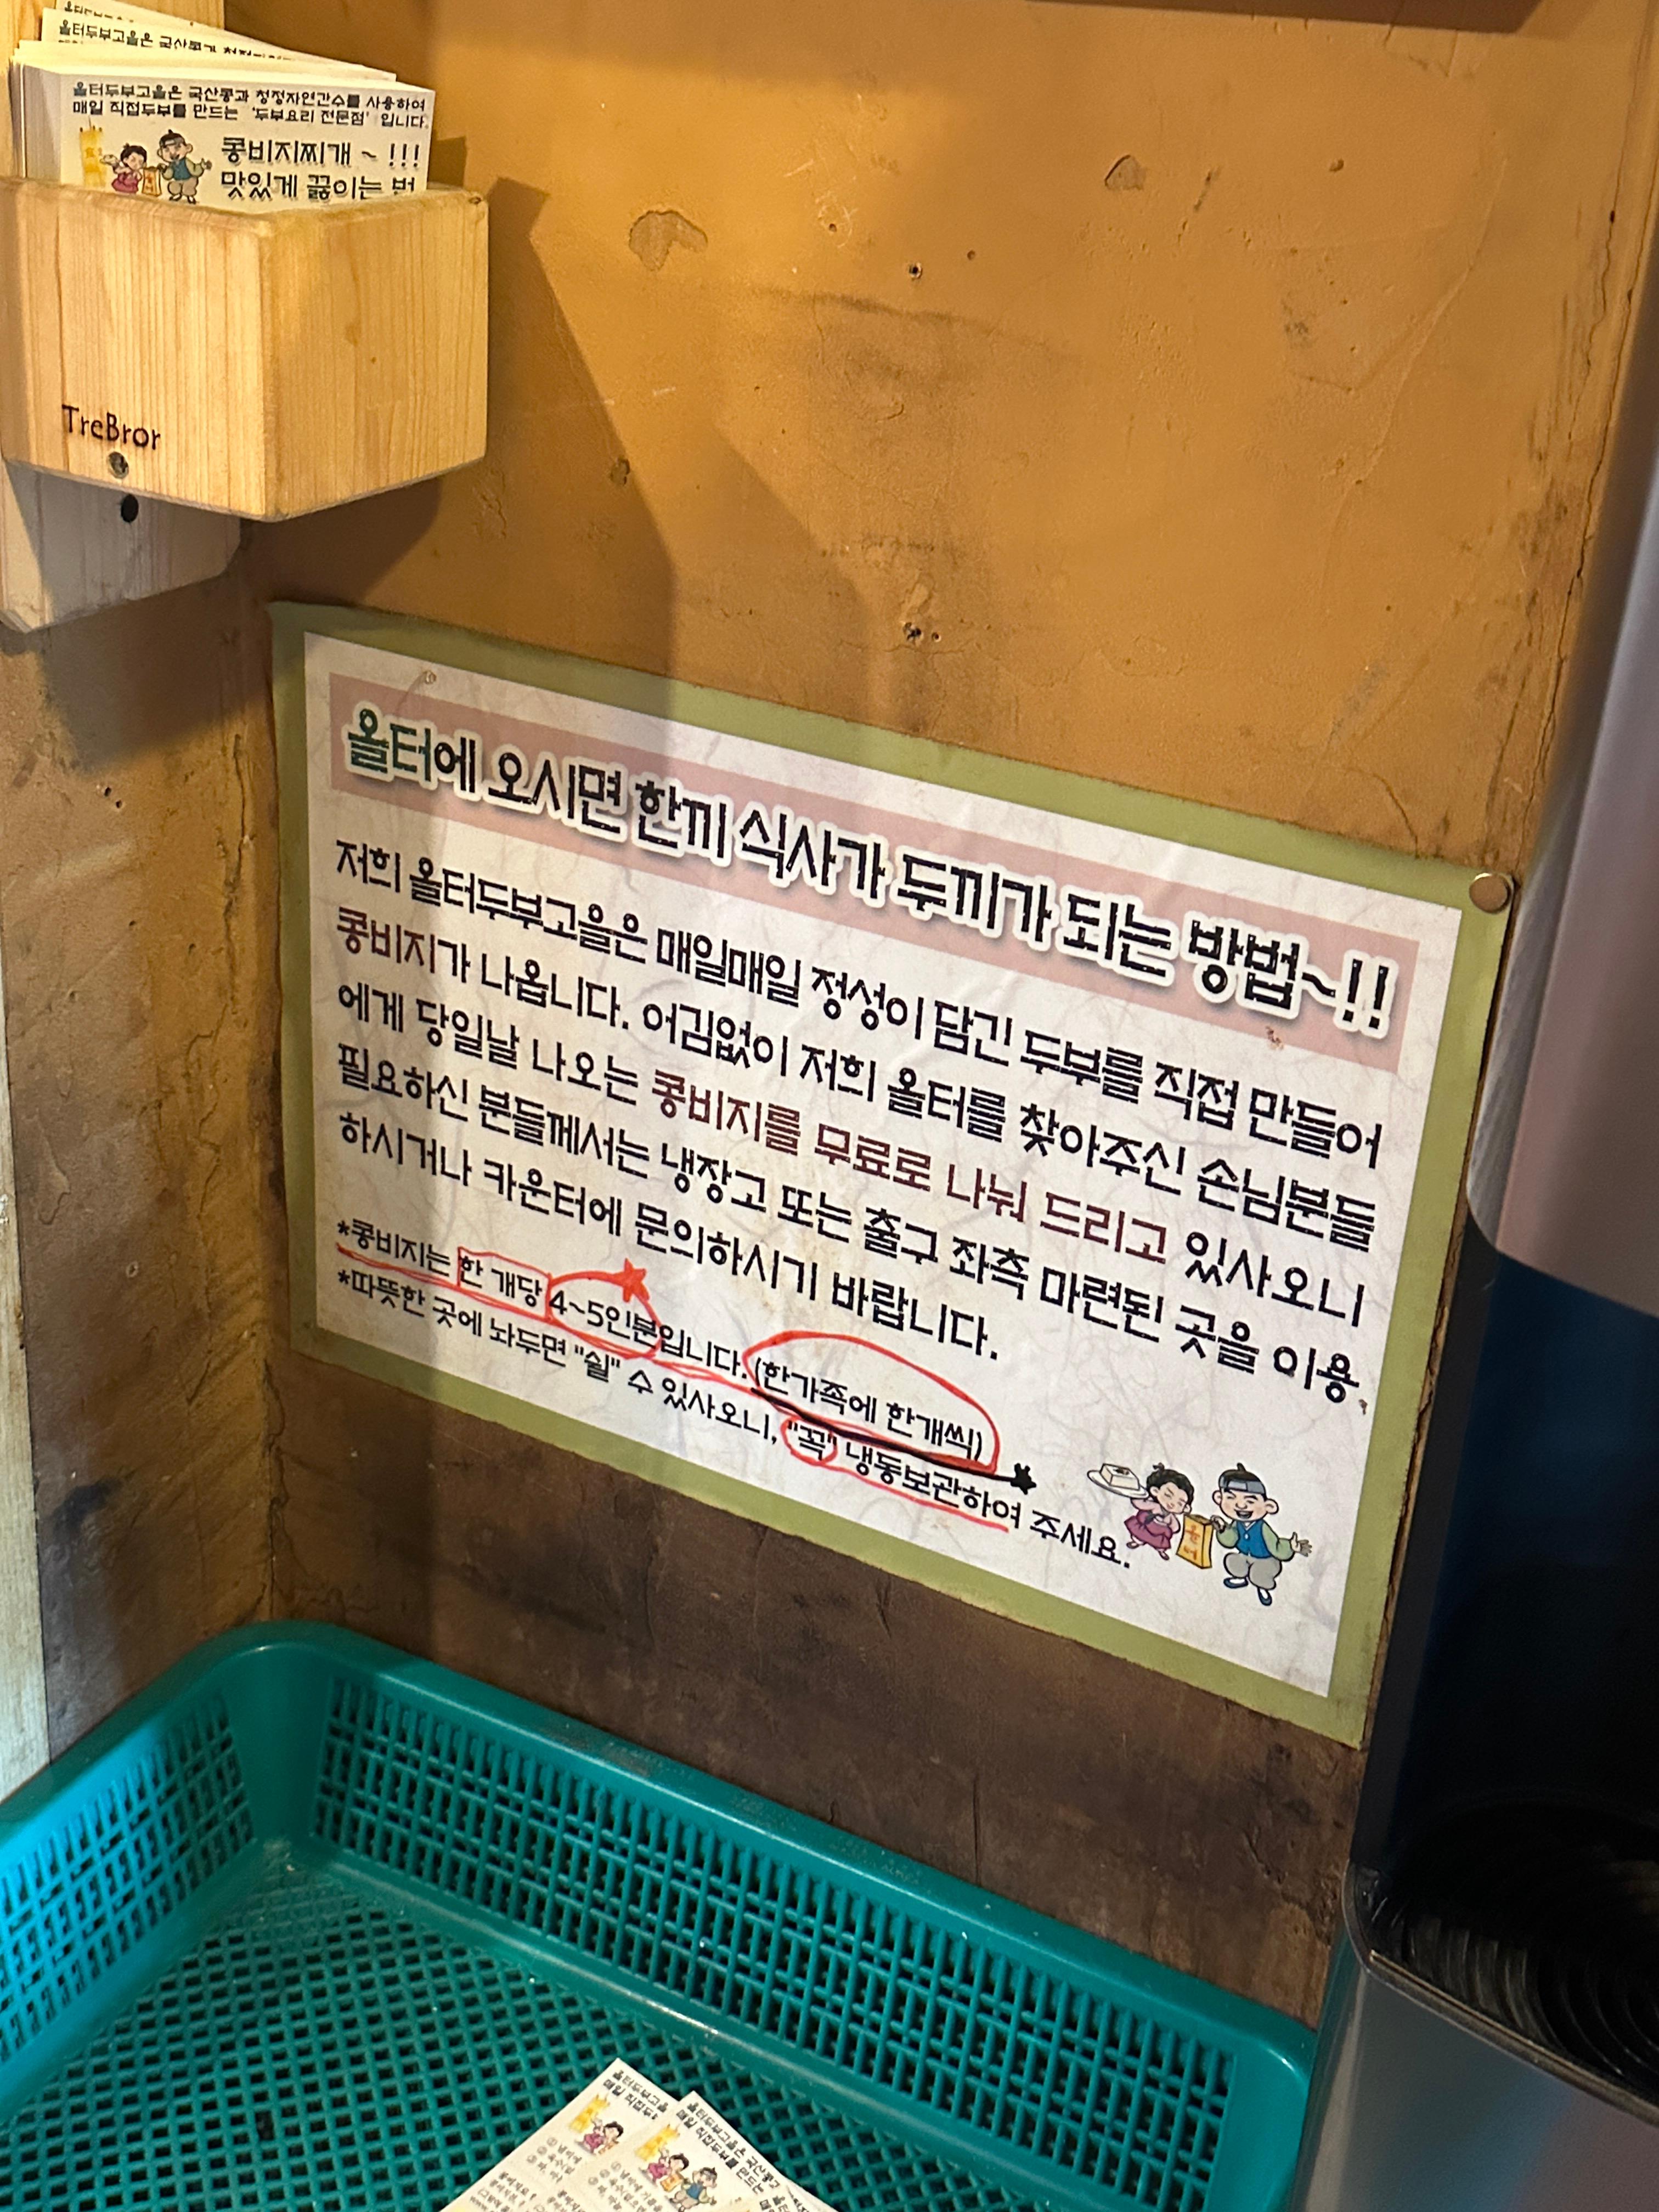 올터두부고을은 국산콩과 청정자연간수를 사용하여
매일 직접두부를 만드는 '두부요리 전문점' 입니다.
콩비지찌개 ~ !!!
맛있게 끓이는 법
TreBror
올터에 오시면 한끼 식사가 두끼가 되는 방법~!!
저희 올터두부고을은 매일매일 정성이 담긴 두부를 직접 만들어
콩비지가 나옵니다. 어김없이 저희 올터를 찾아주신 손님분들
에게 당일날 나오는 콩비지를 무료로 나눠 드리고 있사오니
필요하신 분들께서는 냉장고 또는 출구 좌측 마련된 곳을 이용
하시거나 카운터에 문의하시기 바랍니다.
*콩비지는 한 개당 4~5인분입니다. (한가족에 한개씩)
*따뜻한 곳에 놔두면 "쉴" 수 있사오니, "꼭" 냉동보관하여 주세요.
올터